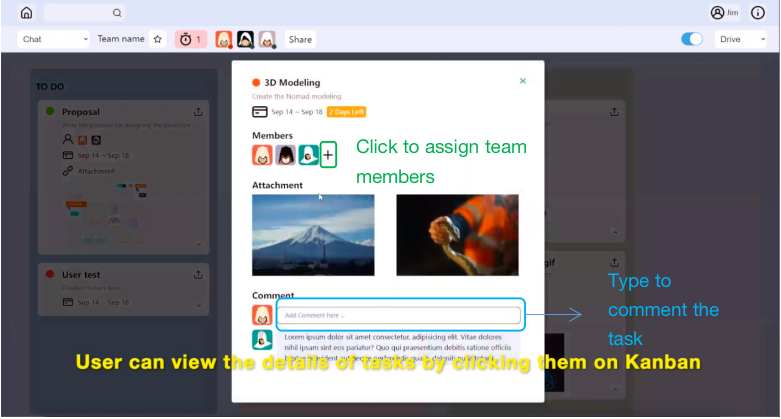 Jim
Chat
Team name
1
Share
Drive
TO DO
Proposal
Write the proposal for designing the prototype
Sep 14 – Sep 18
Attachment
User test
Contact 5 users test
Sep 14 – Sep 18
3D Modeling
Create the Nomad modeling
Sep 14 – Sep 18
2 Days Left
Members
Click to assign team
members
Attachment
Comment
Add Comment here ...
Type to
comment the
task
gif
Lorem ipsum dolor sit amet consectetur, adipisicing elit. Vitae dolores
nihil ipsam sint eos pariatur? Quo qui praesentium debitis ratione officiis
User can view the details of tasks by clicking them on Kanban